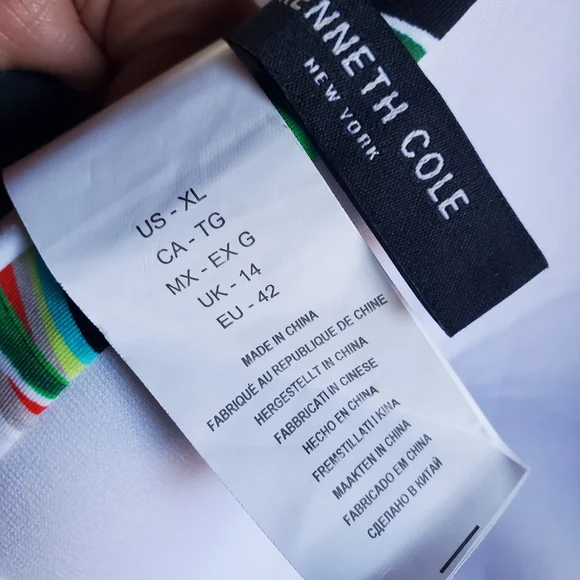 KENNETH COLE
NEW YORK
US - XL
CA - TG
MX - EX G
UK - 14
EU - 42
MADE IN CHINA
FABRIQUÉ AU REPUBLIQUE DE CHINE
HERGESTELLT IN CHINA
FABBRICATI IN CINESE
HECHO EN CHINA
FREMSTILLATI I KINA
MAAKTEN IN CHINA
FABRICADO EM CHINA
СДЕЛАНО В КИТАЙ